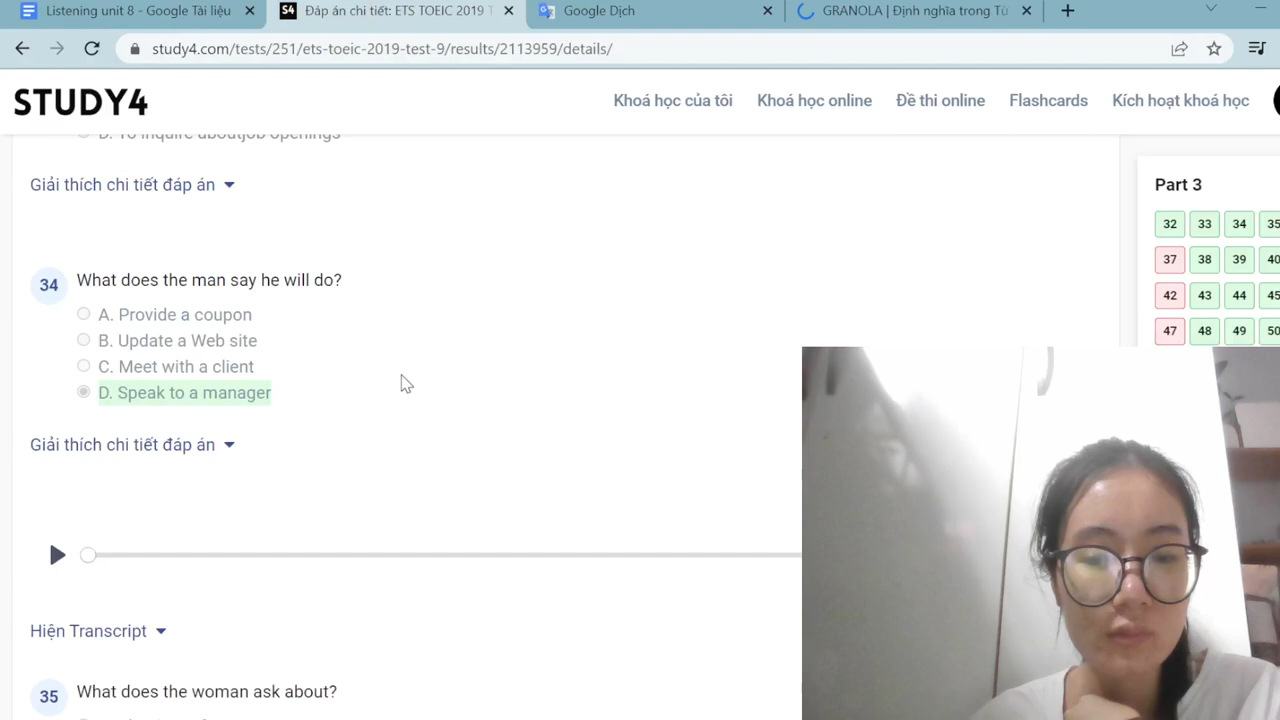 Listening unit 8 - Google Tài liệu
S4 Đáp án chi tiết: ETS TOEIC 2019
Google Dịch
GRANOLA | Định nghĩa trong Từ
study4.com/tests/251/ets-toeic-2019-test-9/results/2113959/details/
STUDY4
Khoá học của tôi
Khoá học online
Đề thi online
Flashcards
Kích hoạt khoá học
D. To inquire aboutjob openings
Giải thích chi tiết đáp án
34 What does the man say he will do?
A. Provide a coupon
B. Update a Web site
C. Meet with a client
D. Speak to a manager
Giải thích chi tiết đáp án
Hiện Transcript
35 What does the woman ask about?
Part 3
32 33 34 35
37 38 39 40
42 43 44 45
47 48 49 50